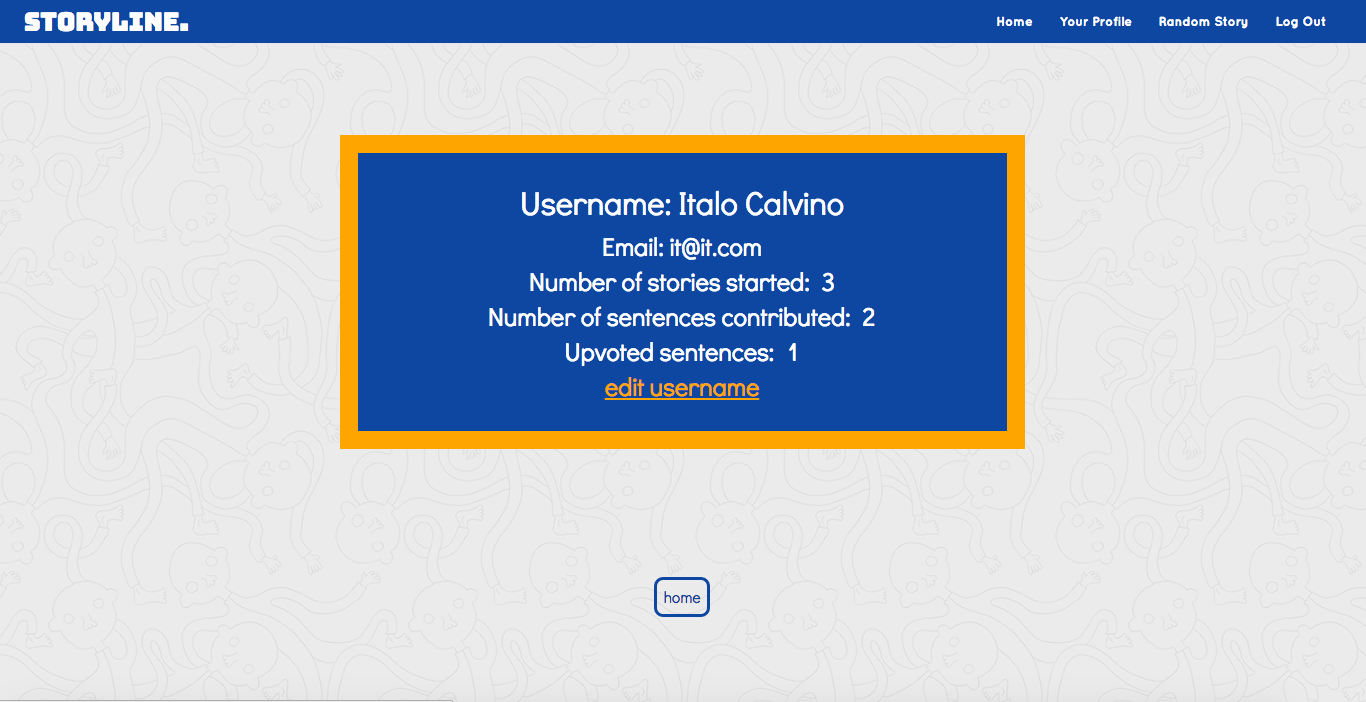 STORYLINE.
Home Your Profile Random Story Log Out
Username: Italo Calvino
Email: it@it.com
Number of stories started: 3
Number of sentences contributed: 2
Upvoted sentences: 1
edit username
home